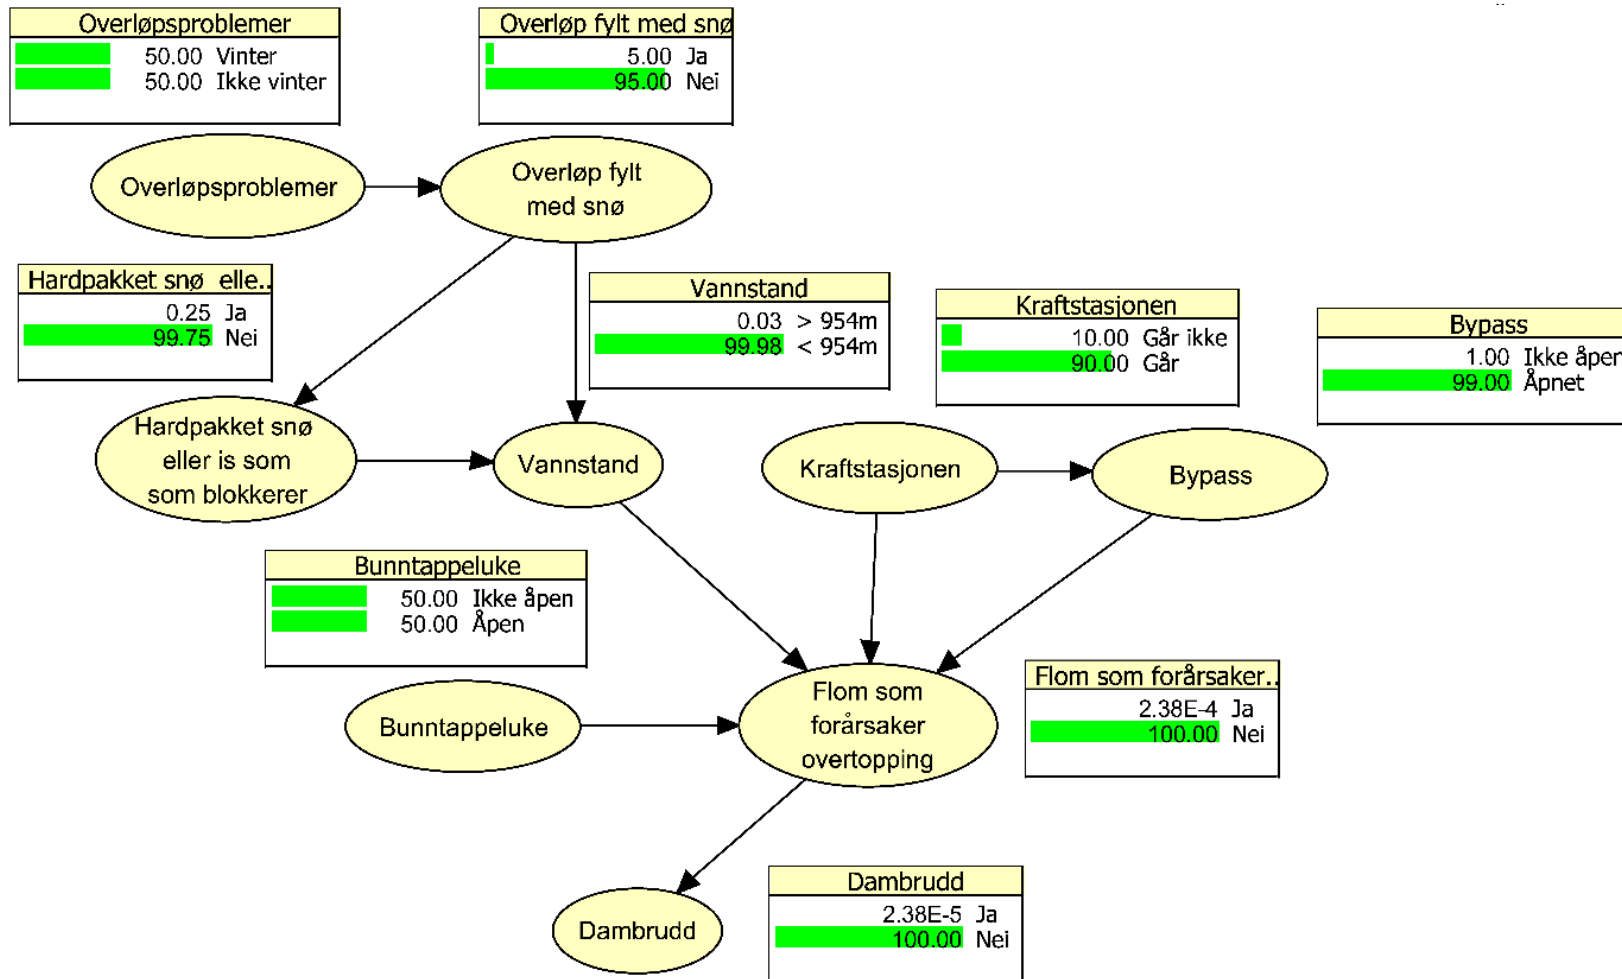 Overløpsproblemer
50.00 Vinter
50.00 Ikke vinter
Overløp fylt med snø
5.00 Ja
95.00 Nei
Overløpsproblemer
Overløp fylt
med snø
Hardpakket snø elle..
0.25 Ja
99.75 Nei
Vannstand
0.03 > 954m
99.98 < 954m
Kraftstasjonen
10.00 Går ikke
90.00 Går
Bypass
1.00 Ikke åpen
99.00 Åpnet
Hardpakket snø
eller is som
som blokkerer
Vannstand
Kraftstasjonen
Bypass
Bunntappeluke
50.00 Ikke åpen
50.00 Åpen
Bunntappeluke
Flom som
forårsaker
overtopping
Flom som forårsaker..
2.38E-4 Ja
100.00 Nei
Dambrudd
Dambrudd
2.38E-5 Ja
100.00 Nei